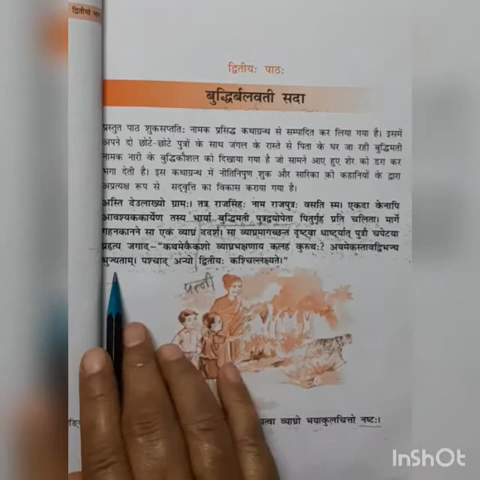 द्वितीयः पाठः
बुद्धिर्बलवती सदा
प्रस्तुत पाठ शुकसप्ततिः नामक प्रसिद्ध कथाग्रन्थ से सम्पादित कर लिया गया है। इसमें
अपने दो छोटे-छोटे पुत्रों के साथ जंगल के रास्ते से पिता के घर जा रही बुद्धिमती
नामक नारी के बुद्धिकौशल को दिखाया गया है जो सामने आए हुए शेर को डरा कर
भगा देती है। इस कथाग्रन्थ में नीतिनिपुण शुक और सारिका की कहानियों के द्वारा
अप्रत्यक्ष रूप से सद्वृत्ति का विकास कराया गया है।
अस्ति देउलाख्यो ग्रामः। तत्र राजसिंहः नाम राजपुत्रः वसति स्म। एकदा केनापि
आवश्यककार्येण तस्य भार्या बुद्धिमती पुत्रद्वयोपेता पितुर्गृहं प्रति चलिता। मार्गे
गहनकानने सा एकं व्याघ्रं ददर्श। सा व्याघ्रमागच्छन्तं दृष्ट्वा धाष्टर्यात् पुत्रौ चपेटया
प्रहृत्य जगाद-"कथमेकैकशो व्याघ्रभक्षणाय कलहं कुरुथः? अयमेकस्तावद्विभज्य
भुज्यताम्। पश्चाद् अन्यो द्वितीयः कश्चिल्लक्ष्यते।"
पत्नी
व्याघ्रो भयाकुलचित्तो नष्टः।
InShOt